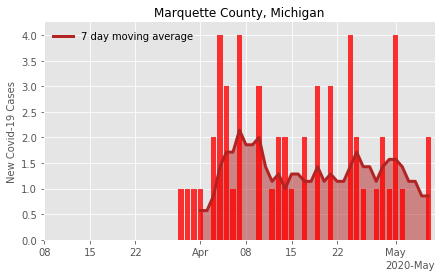 Marquette County, Michigan
7 day moving average
New Covid-19 Cases
4.0
3.5
3.0
2.5
2.0
1.5
1.0
0.5
0.0
08 15 22 Apr 08 15 22 May
2020-May